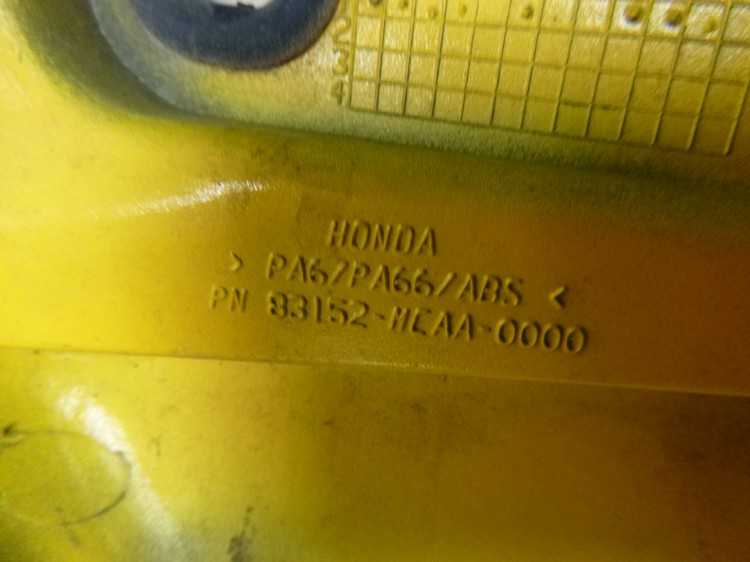 2
3
4
HONDA
> PA6/PA66/ABS <
PN 83152-MCAA-0000